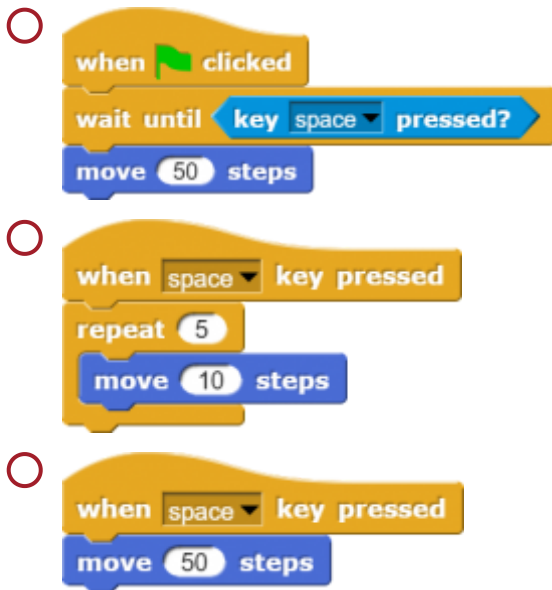 when clicked
wait until key space pressed?
move 50 steps
when space key pressed
repeat 5
move 10 steps
when space key pressed
move 50 steps